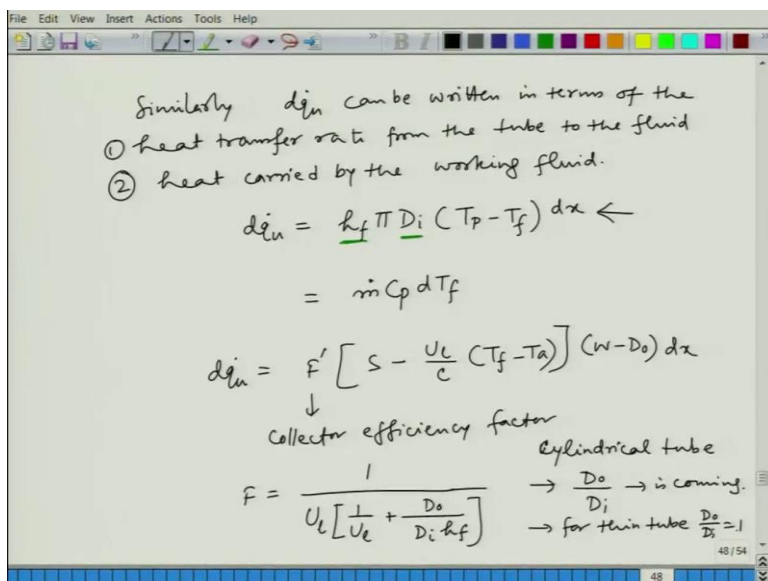 File Edit View Insert Actions Tools Help
Similarly dq̇u can be written in terms of the
① heat transfer rate from the tube to the fluid
② heat carried by the working fluid.
dq̇u = hf π Di (Tp - Tf) dx ←
= ṁ Cp dTf
dq̇u = F' [S - Ul/C (Tf - Ta)] (W - Do) dx
↓
Collector efficiency factor
F = 1 / Ul [1/Ul + Do/Di hf]
Cylindrical tube
→ Do/Di → is coming.
→ for thin tube Do/Di = 1
48 / 54
48